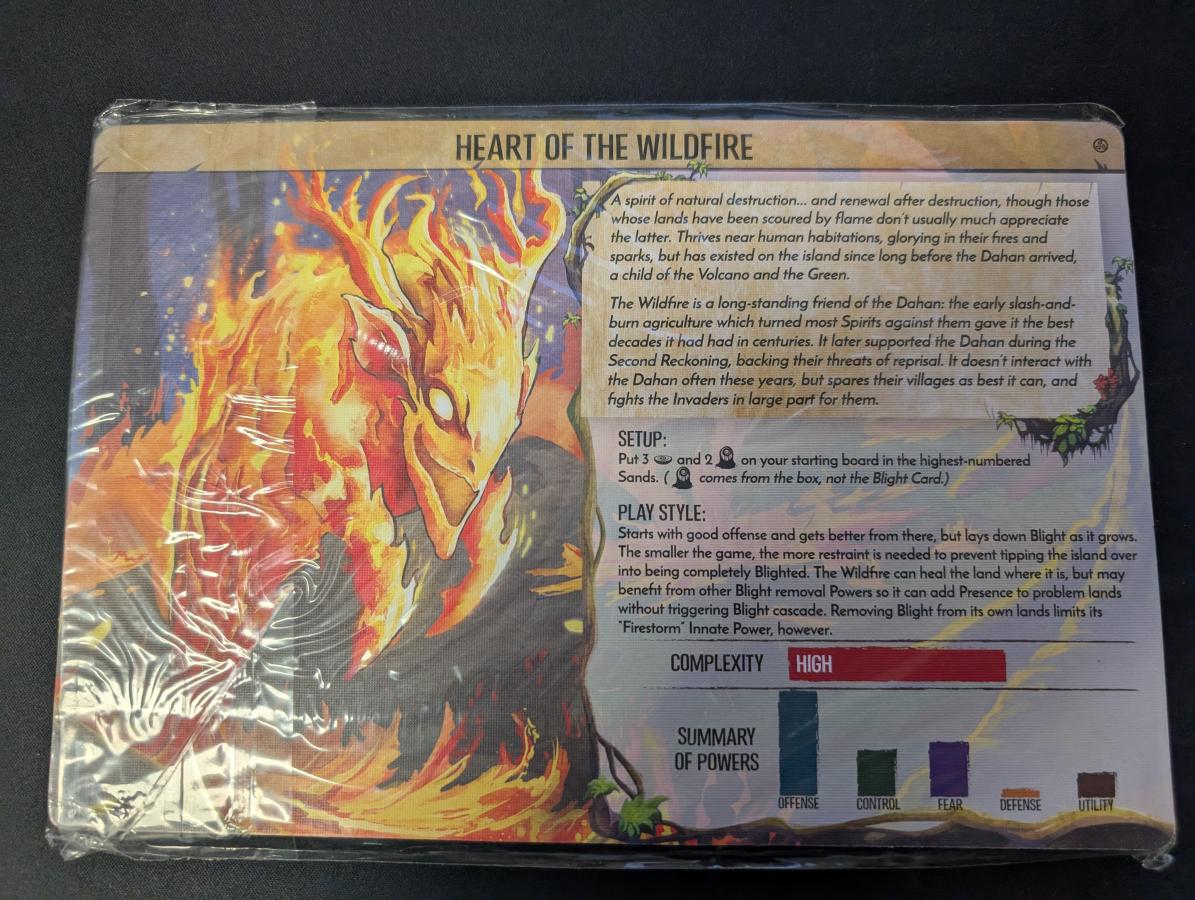 HEART OF THE WILDFIRE
A spirit of natural destruction... and renewal after destruction, though those
whose lands have been scoured by flame don't usually much appreciate
the latter. Thrives near human habitations, glorying in their fires and
sparks, but has existed on the island since long before the Dahan arrived,
a child of the Volcano and the Green.
The Wildfire is a long-standing friend of the Dahan: the early slash-and-
burn agriculture which turned most Spirits against them gave it the best
decades it had had in centuries. It later supported the Dahan during the
Second Reckoning, backing their threats of reprisal. It doesn't interact with
the Dahan often these years, but spares their villages as best it can, and
fights the Invaders in large part for them.
SETUP:
Put 3 and 2 on your starting board in the highest-numbered
Sands. ( comes from the box, not the Blight Card.)
PLAY STYLE:
Starts with good offense and gets better from there, but lays down Blight as it grows.
The smaller the game, the more restraint is needed to prevent tipping the island over
into being completely Blighted. The Wildfire can heal the land where it is, but may
benefit from other Blight removal Powers so it can add Presence to problem lands
without triggering Blight cascade. Removing Blight from its own lands limits its
"Firestorm" Innate Power, however.
COMPLEXITY HIGH
SUMMARY
OF POWERS
OFFENSE CONTROL FEAR DEFENSE UTILITY